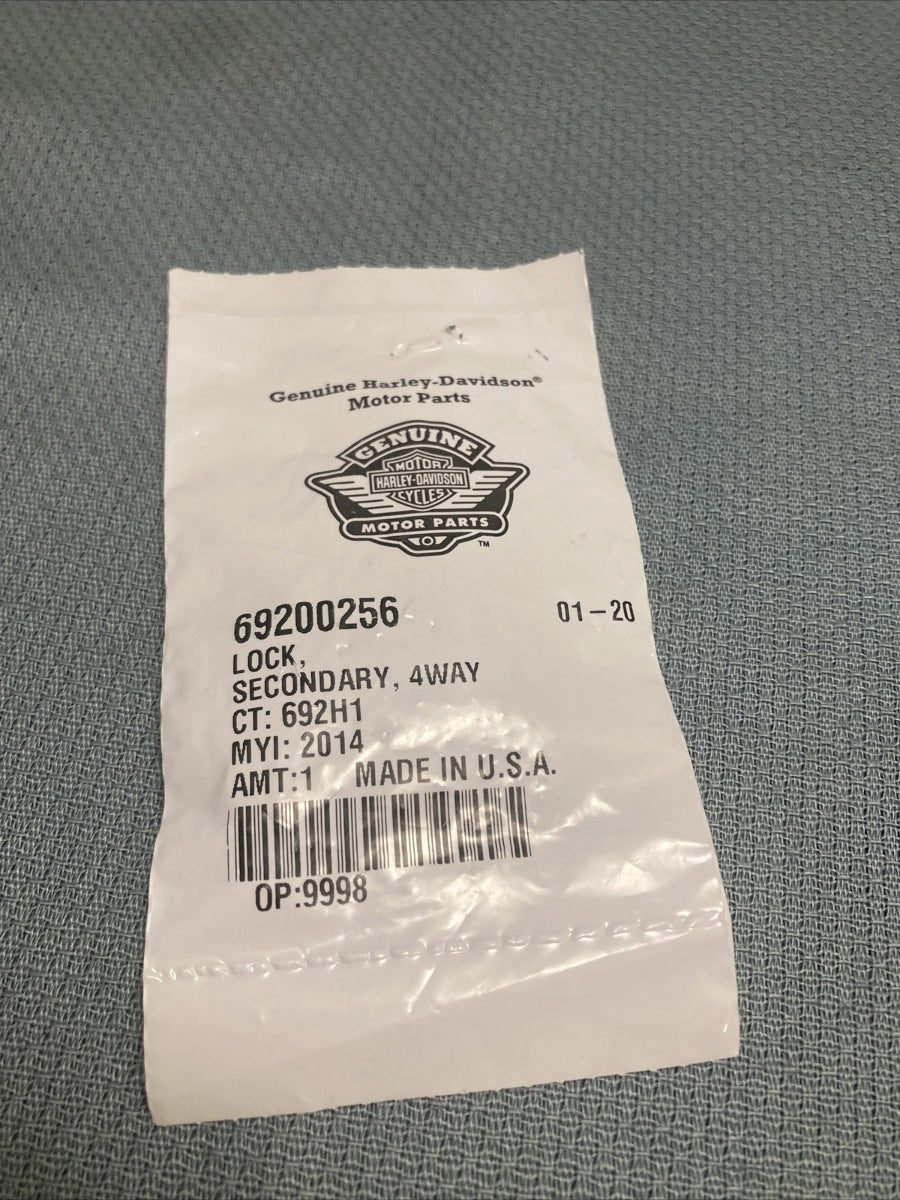 Genuine Harley-Davidson®
Motor Parts
GENUINE
MOTOR
HARLEY-DAVIDSON
CYCLES
MOTOR PARTS
TM
69200256 01-20
LOCK,
SECONDARY, 4WAY
CT: 692H1
MYI: 2014
AMT:1 MADE IN U.S.A.
OP:9998